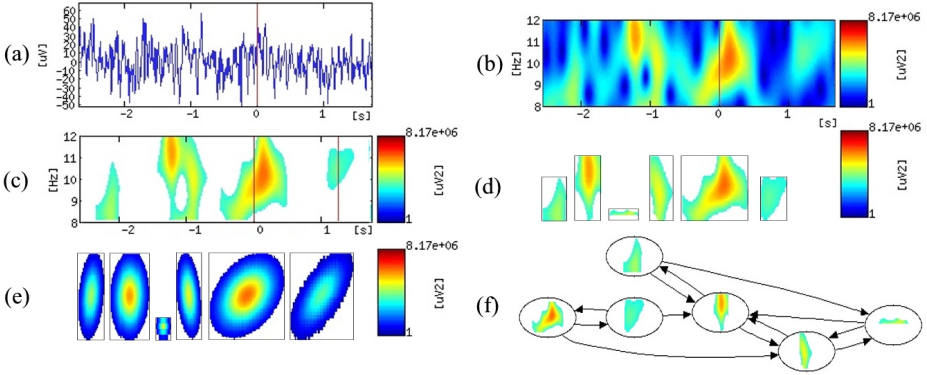 (a)
[uV]
60
50
40
30
20
10
0
-10
-20
-30
-40
-50
-2
-1
0
1
[s]
(b)
[Hz]
12
11
10
9
8
-2
-1
0
1
[s]
8.17e+06
[uV2]
1
(c)
[Hz]
12
11
10
9
8
-2
-1
0
1
[s]
8.17e+06
[uV2]
1
(d)
8.17e+06
[uV2]
1
(e)
8.17e+06
[uV2]
1
(f)